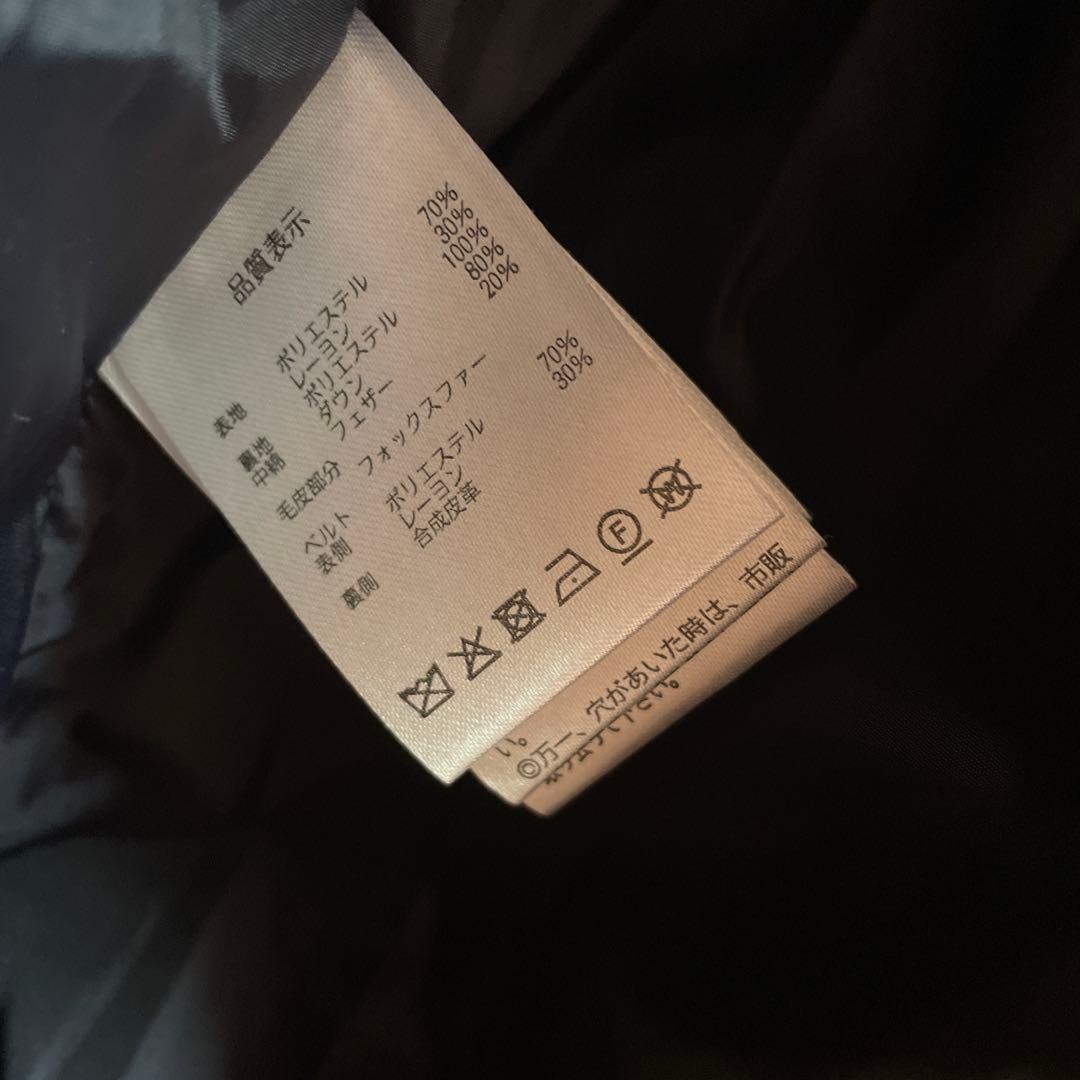 品質表示
表地 ポリエステル 70%
レーヨン 30%
裏地 ポリエステル 100%
中綿 ダウン 80%
フェザー 20%
毛皮部分 フォックスファー
ベルト
表側 ポリエステル 70%
レーヨン 30%
裏側 合成皮革
F
W
い。
◎万一、穴があいた時は、市販
下さい。